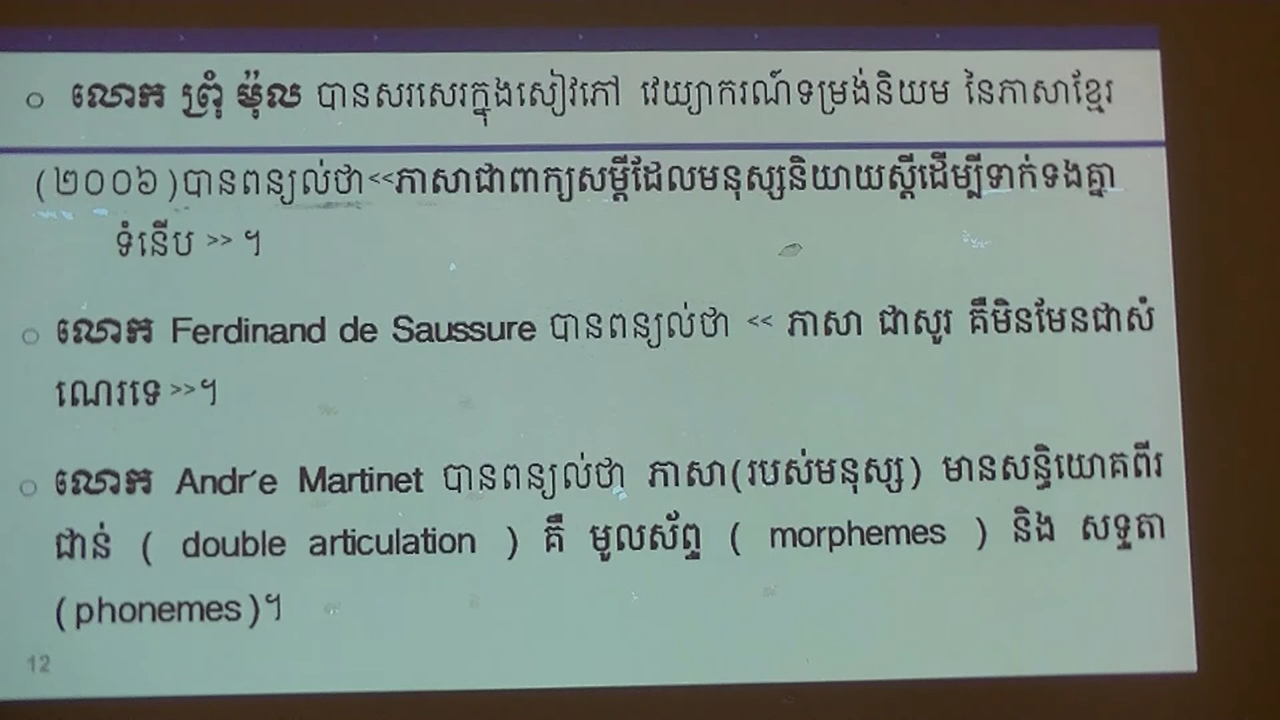 ○ លោក ព្រុំ ម៉ុល បានសរសេរក្នុងសៀវភៅ វេយ្យាករណ៍ទម្រង់និយម នៃភាសាខ្មែរ
(២០០៦)បានពន្យល់ថា<<ភាសាជាពាក្យសម្ដីដែលមនុស្សនិយាយស្ដីដើម្បីទាក់ទងគ្នា
ទំនើប >> ។
○ លោក Ferdinand de Saussure បានពន្យល់ថា << ភាសា ជាសូរ គឺមិនមែនជាសំ
ណេរទេ >>។
○ លោក Andr´e Martinet បានពន្យល់ថា ភាសា(របស់មនុស្ស) មានសន្ធិយោគពីរ
ជាន់ ( double articulation ) គឺ មូលស័ព្ទ ( morphemes ) និង សទ្ទតា
(phonemes)។
12